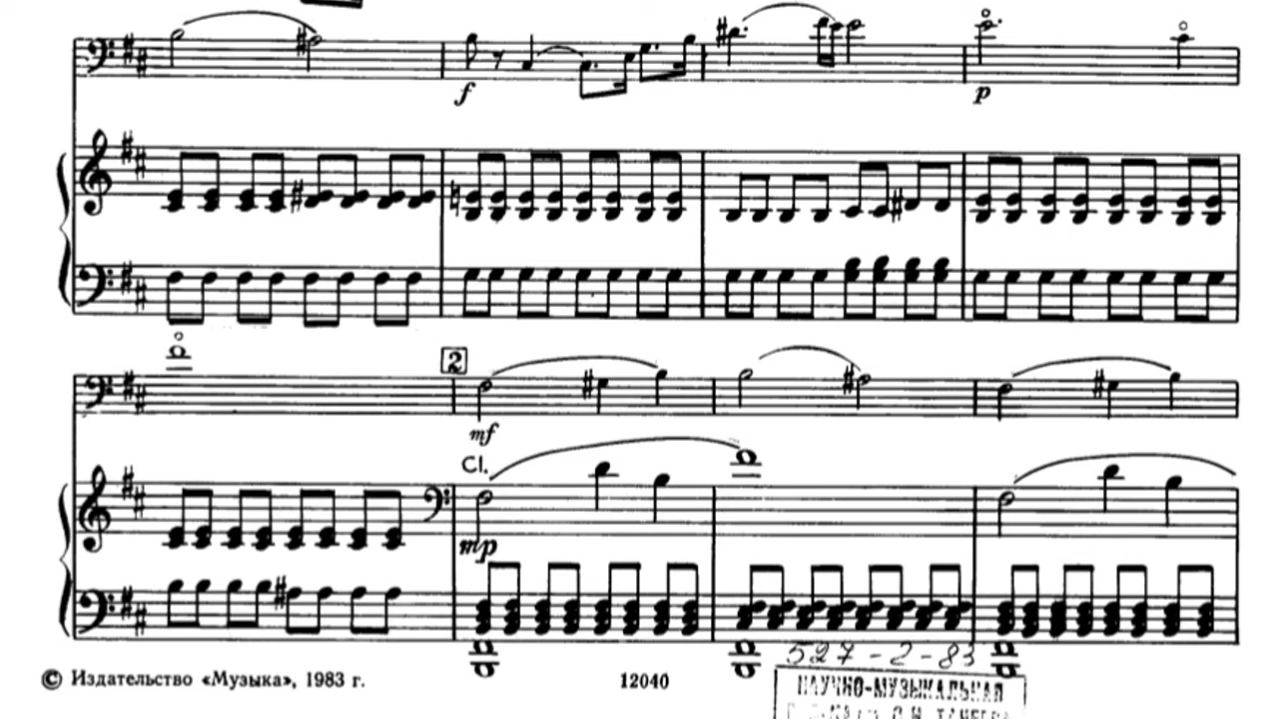 f
p
2
mf
Cl.
mp
© Издательство «Музыка», 1983 г. 12040
527-2-83
НАУЧНО-МУЗЫКАЛЬНАЯ